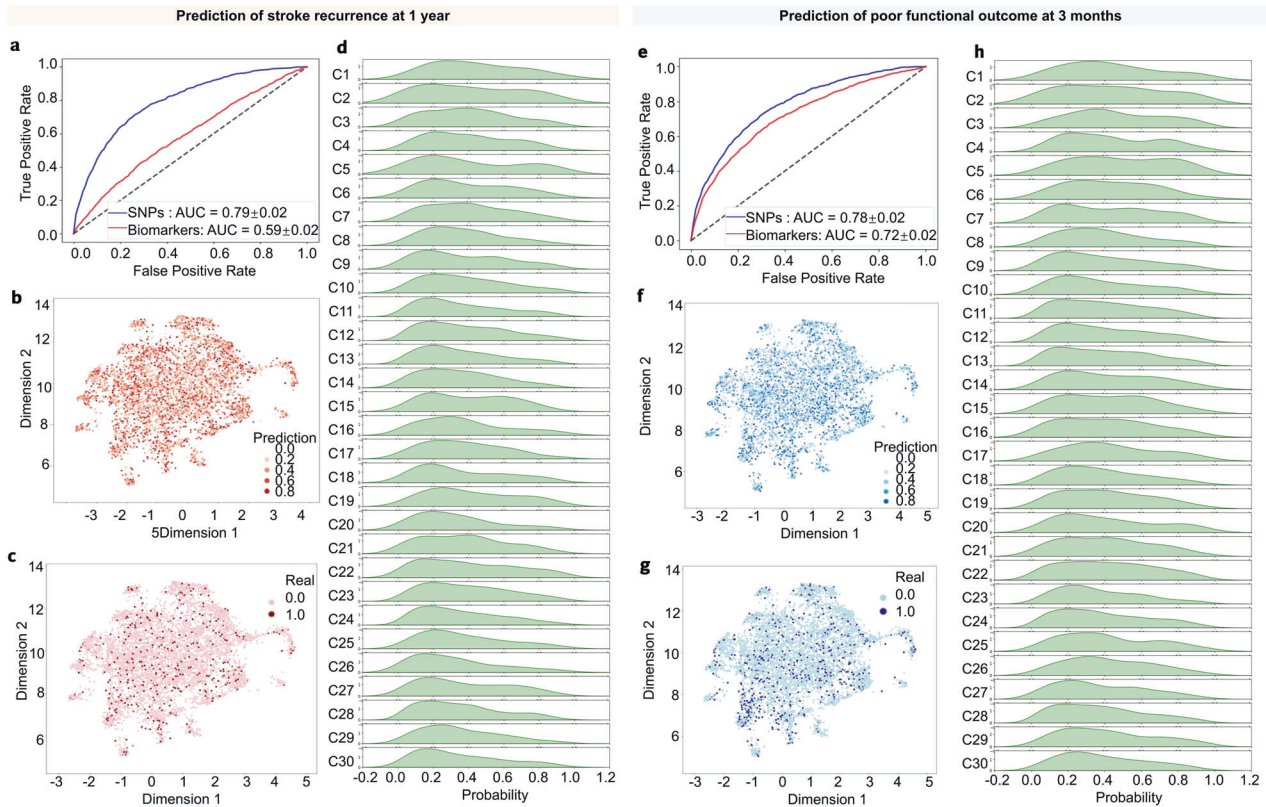 Prediction of stroke recurrence at 1 year
a
1.0
0.8
0.6
0.4
0.2
0.0
True Positive Rate
SNPs : AUC = 0.79±0.02
Biomarkers: AUC = 0.59±0.02
0.0 0.2 0.4 0.6 0.8 1.0
False Positive Rate
b
14
12
10
8
6
Dimension 2
Prediction
0.0
0.2
0.4
0.6
0.8
-3 -2 -1 0 1 2 3 4
5Dimension 1
c
14
12
10
8
6
Dimension 2
Real
0.0
1.0
-3 -2 -1 0 1 2 3 4 5
Dimension 1
d
C1
C2
C3
C4
C5
C6
C7
C8
C9
C10
C11
C12
C13
C14
C15
C16
C17
C18
C19
C20
C21
C22
C23
C24
C25
C26
C27
C28
C29
C30
-0.2 0.0 0.2 0.4 0.6 0.8 1.0 1.2
Probability
Prediction of poor functional outcome at 3 months
e
1.0
0.8
0.6
0.4
0.2
0.0
True Positive Rate
SNPs : AUC = 0.78±0.02
Biomarkers: AUC = 0.72±0.02
0.0 0.2 0.4 0.6 0.8 1.0
False Positive Rate
f
14
12
10
8
6
Dimension 2
Prediction
0.0
0.2
0.4
0.6
0.8
-3 -2 -1 0 1 2 3 4 5
Dimension 1
g
14
12
10
8
6
Dimension 2
Real
0.0
1.0
-3 -2 -1 0 1 2 3 4 5
Dimension 1
h
C1
C2
C3
C4
C5
C6
C7
C8
C9
C10
C11
C12
C13
C14
C15
C16
C17
C18
C19
C20
C21
C22
C23
C24
C25
C26
C27
C28
C29
C30
-0.2 0.0 0.2 0.4 0.6 0.8 1.0 1.2
Probability